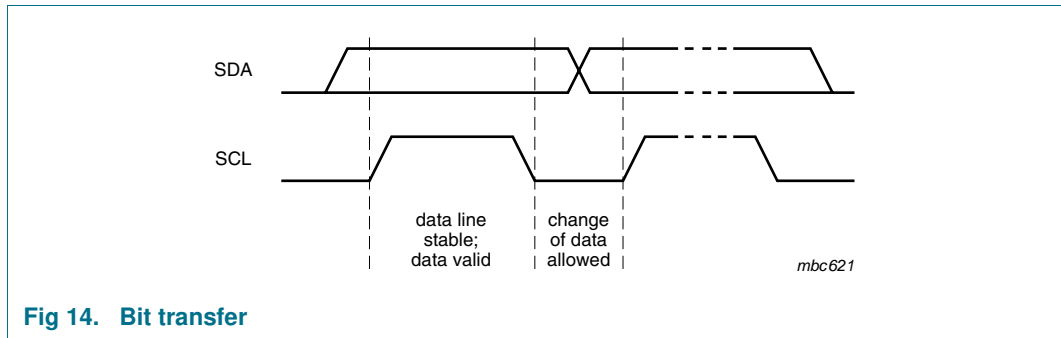 SDA
SCL
data line
stable;
data valid
change
of data
allowed
mbc621
Fig 14. Bit transfer